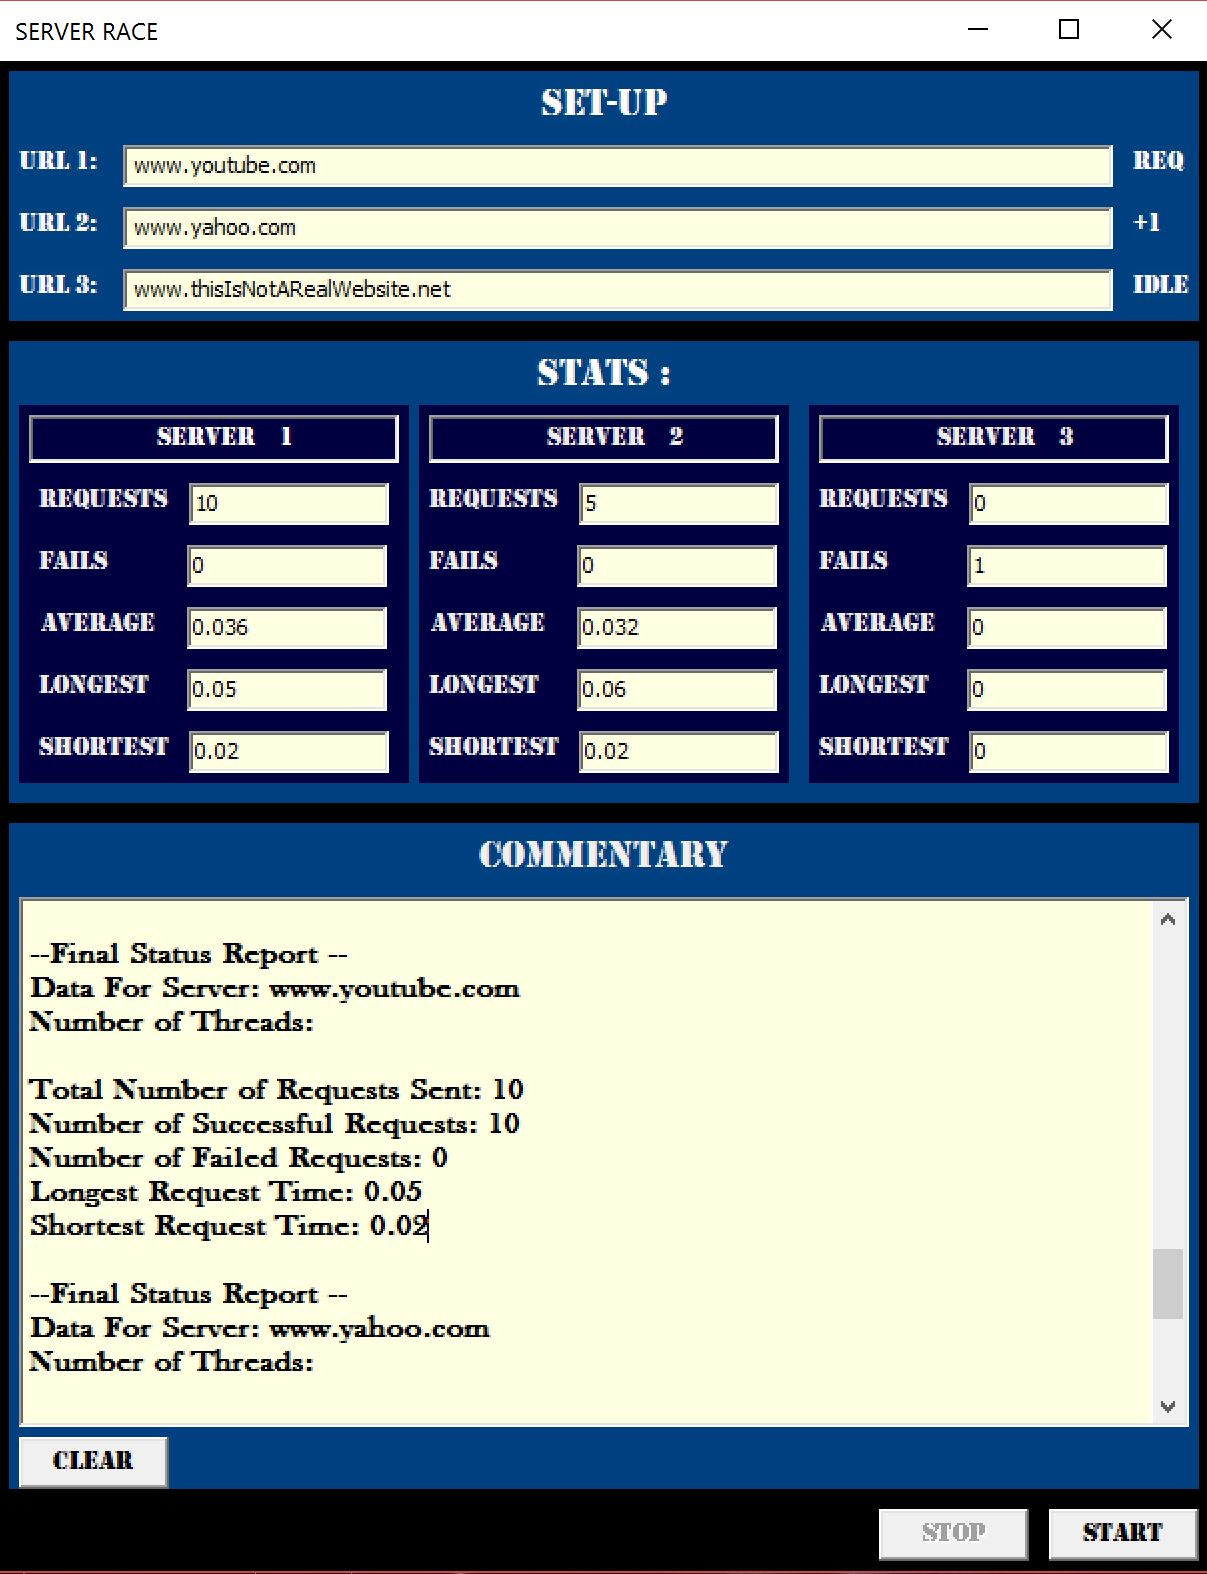 SERVER RACE
SET-UP
URL 1: www.youtube.com REQ
URL 2: www.yahoo.com +1
URL 3: www.thisIsNotARealWebsite.net IDLE
STATS :
SERVER 1 SERVER 2 SERVER 3
REQUESTS 10 REQUESTS 5 REQUESTS 0
FAILS 0 FAILS 0 FAILS 1
AVERAGE 0.036 AVERAGE 0.032 AVERAGE 0
LONGEST 0.05 LONGEST 0.06 LONGEST 0
SHORTEST 0.02 SHORTEST 0.02 SHORTEST 0
COMMENTARY
--Final Status Report --
Data For Server: www.youtube.com
Number of Threads:
Total Number of Requests Sent: 10
Number of Successful Requests: 10
Number of Failed Requests: 0
Longest Request Time: 0.05
Shortest Request Time: 0.02
--Final Status Report --
Data For Server: www.yahoo.com
Number of Threads:
CLEAR
STOP START